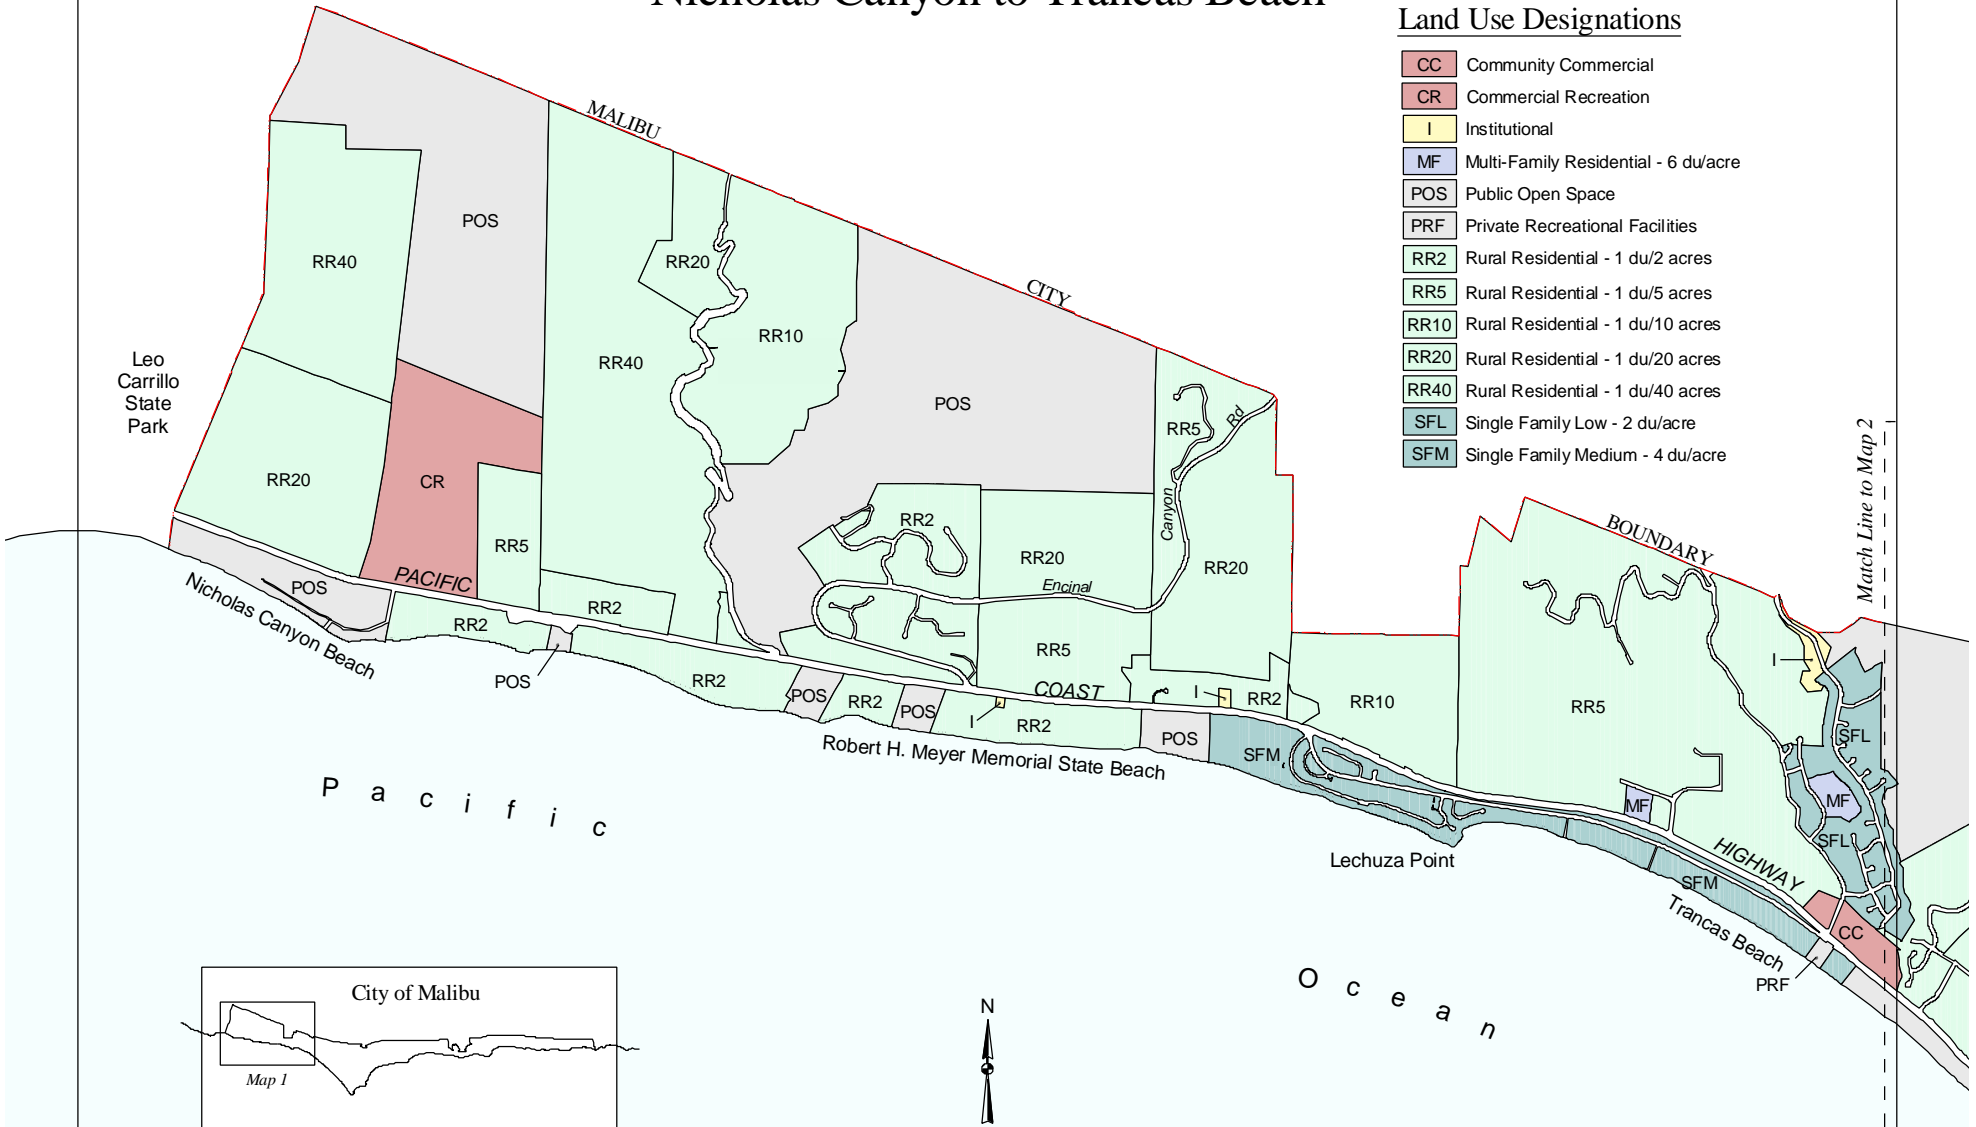 Nicholas Canyon to Trancas Beach
Land Use Designations
CC Community Commercial
CR Commercial Recreation
I Institutional
MF Multi-Family Residential - 6 du/acre
POS Public Open Space
PRF Private Recreational Facilities
RR2 Rural Residential - 1 du/2 acres
RR5 Rural Residential - 1 du/5 acres
RR10 Rural Residential - 1 du/10 acres
RR20 Rural Residential - 1 du/20 acres
RR40 Rural Residential - 1 du/40 acres
SFL Single Family Low - 2 du/acre
SFM Single Family Medium - 4 du/acre
MALIBU
CITY
BOUNDARY
Match Line to Map 2
POS
RR40
RR20
RR10
RR40
POS
Leo
Carrillo
State
Park
RR20
CR
RR5
RR5
Canyon
Rd
RR2
RR20
Encinal
RR20
PACIFIC
POS
RR2
RR2
Nicholas Canyon Beach
POS
RR2
POS
RR2
POS
I
RR2
RR5
COAST
I
RR2
RR10
RR5
I
SFL
MF
SFL
MF
POS
SFM
Robert H. Meyer Memorial State Beach
Lechuza Point
HIGHWAY
SFM
Trancas Beach
CC
PRF
Pacific
Ocean
City of Malibu
Map 1
N